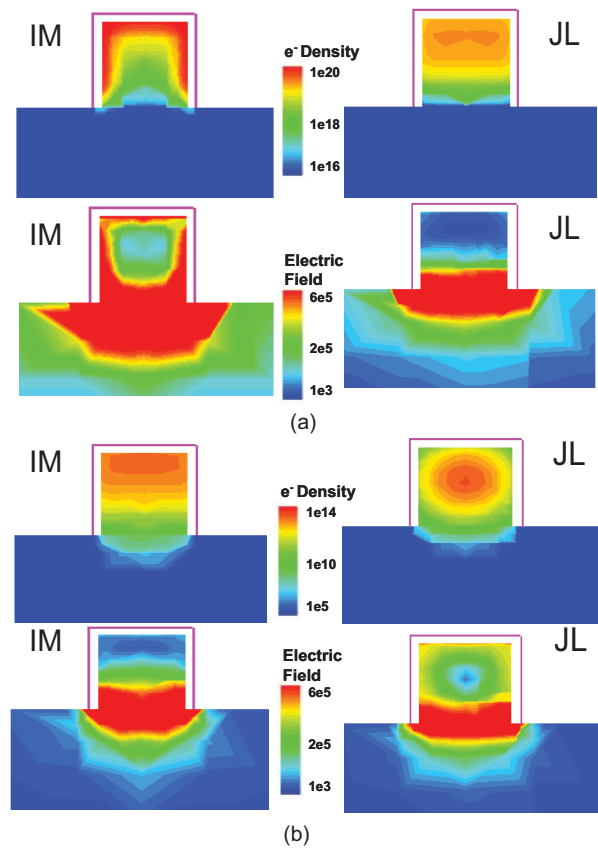 IM
JL
e⁻ Density
1e20
1e18
1e16
IM
JL
Electric
Field
6e5
2e5
1e3
(a)
IM
JL
e⁻ Density
1e14
1e10
1e5
IM
JL
Electric
Field
6e5
2e5
1e3
(b)